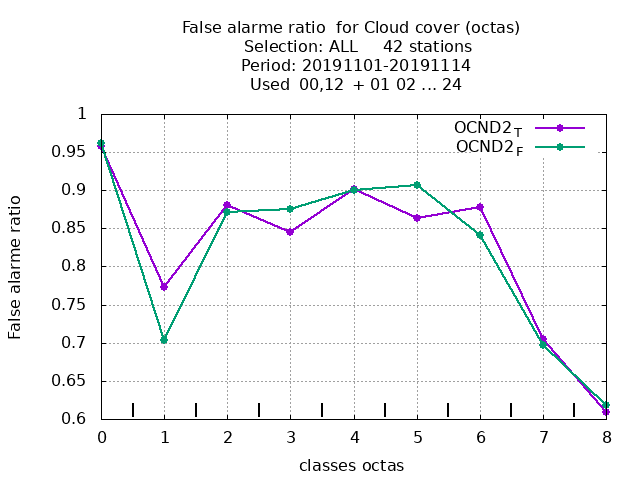 False alarme ratio  for Cloud cover (octas)
Selection: ALL     42 stations
Period: 20191101-20191114
Used  00,12  + 01 02 ... 24
OCND2T
OCND2F
1
0.95
0.9
0.85
0.8
0.75
0.7
0.65
0.6
False alarme ratio
0 1 2 3 4 5 6 7 8
classes octas